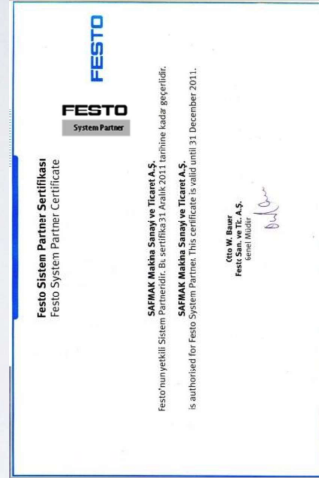 FESTO
FESTO
System Partner
Festo Sistem Partner Sertifikası
Festo System Partner Certificate
SAFMAK Makina Sanayi ve Ticaret A.Ş.
Festo'nun yetkili Sistem Partneridir. Bu sertifika 31 Aralık 2011 tarihine kadar geçerlidir.
SAFMAK Makina Sanayi ve Ticaret A.Ş.
is authorised for Festo System Partner. This certificate is valid until 31 December 2011.
Otto W. Bauer
Festo San. ve Tic. A.Ş.
Genel Müdür